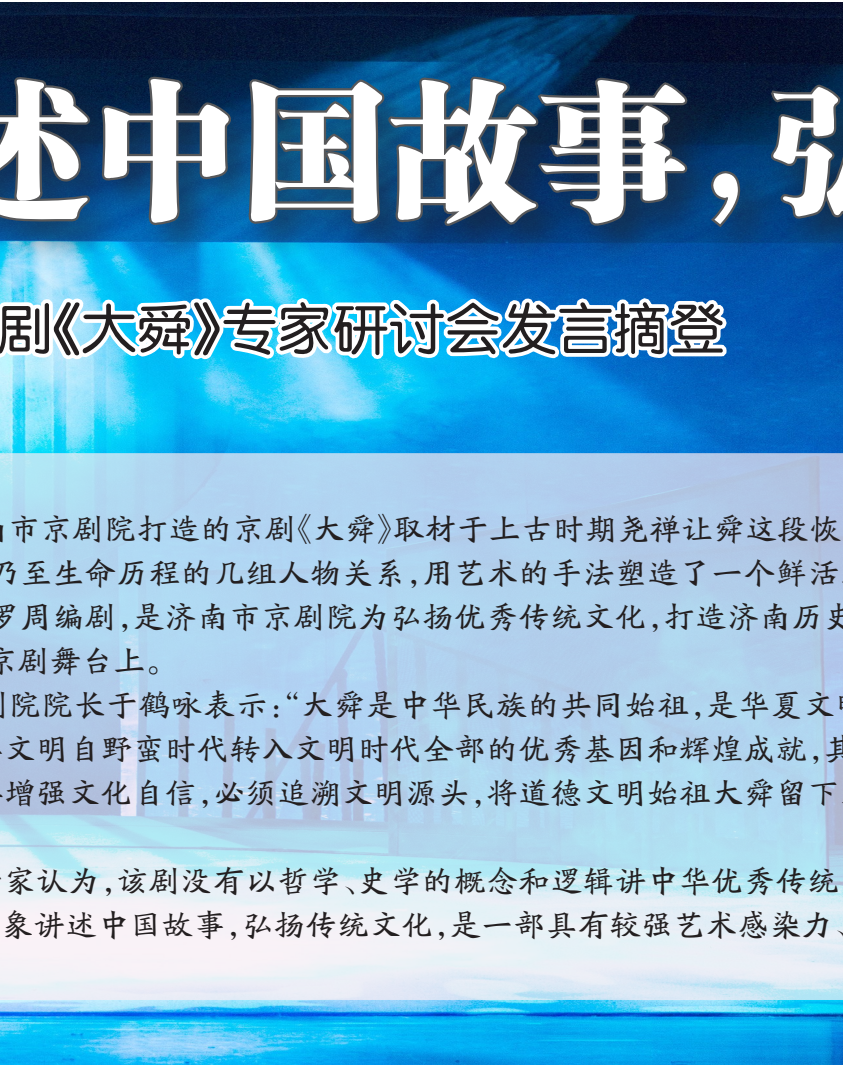 述中国故事，弘
剧《大舜》专家研讨会发言摘登
市京剧院打造的京剧《大舜》取材于上古时期尧禅让舜这段恢
乃至生命历程的几组人物关系，用艺术的手法塑造了一个鲜活
罗周编剧，是济南市京剧院为弘扬优秀传统文化，打造济南历史
京剧舞台上。
剧院院长于鹤咏表示：“大舜是中华民族的共同始祖，是华夏文明
文明自野蛮时代转入文明时代全部的优秀基因和辉煌成就，其
增强文化自信，必须追溯文明源头，将道德文明始祖大舜留下
家认为，该剧没有以哲学、史学的概念和逻辑讲中华优秀传统
象讲述中国故事，弘扬传统文化，是一部具有较强艺术感染力、